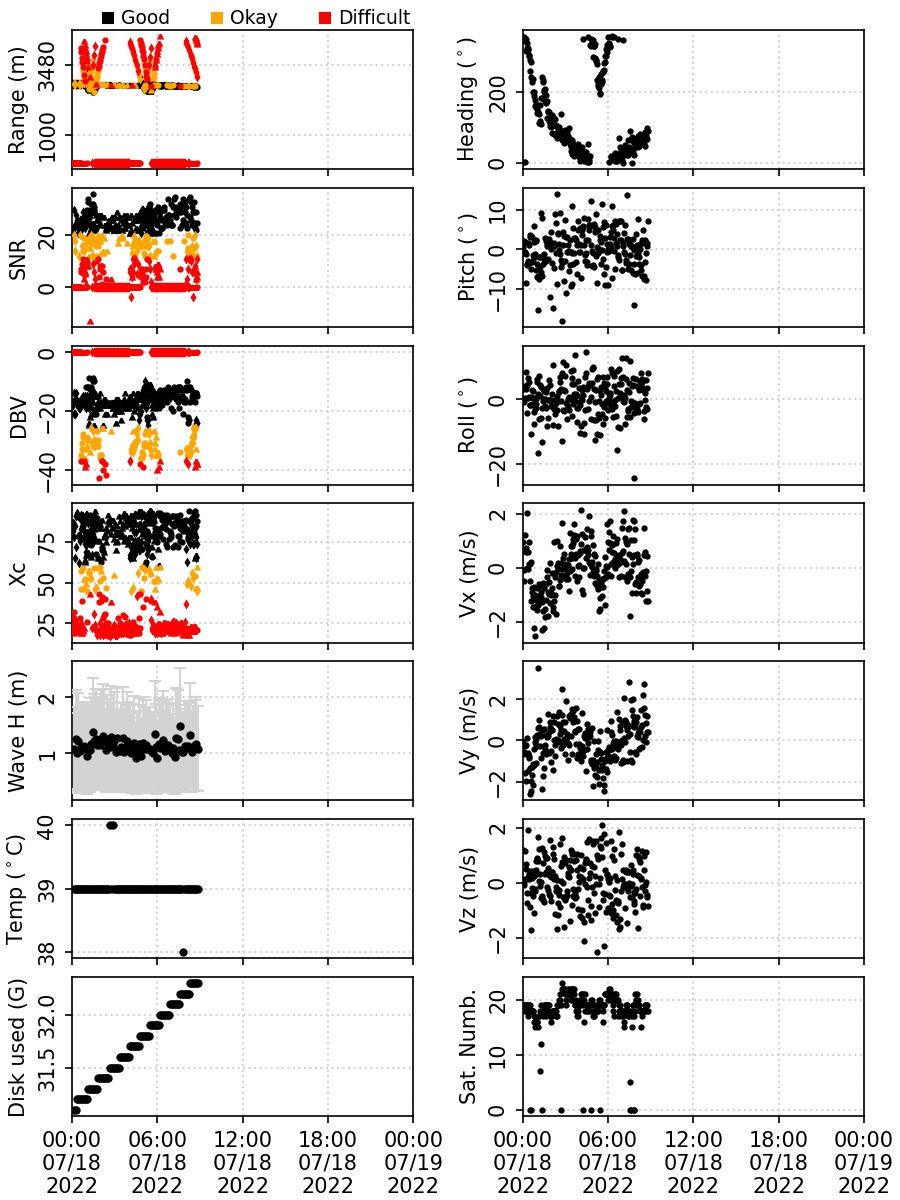 Good Okay Difficult
Range (m)
3480
1000
Heading (°)
200
0
SNR
20
0
Pitch (°)
10
0
−10
DBV
0
−20
−40
Roll (°)
0
−20
Xc
75
50
25
Vx (m/s)
2
0
−2
Wave H (m)
2
1
Vy (m/s)
2
0
−2
Temp (°C)
40
39
38
Vz (m/s)
2
0
−2
Disk used (G)
32.0
31.5
Sat. Numb.
20
10
0
00:00 06:00 12:00 18:00 00:00
07/18 07/18 07/18 07/18 07/19
2022 2022 2022 2022 2022
00:00 06:00 12:00 18:00 00:00
07/18 07/18 07/18 07/18 07/19
2022 2022 2022 2022 2022